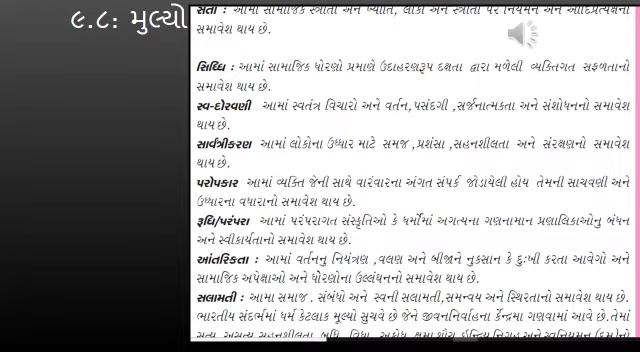 ૯.૮: મુલ્યો
સતા : આમાં સામાજિક સ્ત્રોતો અને ખ્યાતિ, લોકો અને સ્ત્રોતો પર નિયમન અને આધિપત્યનો
સમાવેશ થાય છે.
સિધ્ધિ : આમાં સામાજિક ધોરણો પ્રમાણે ઉદાહરણરૂપ દક્ષતા દ્વારા મળેલી વ્યક્તિગત સફળતાનો
સમાવેશ થાય છે.
સ્વ-દોરવણી આમાં સ્વતંત્ર વિચારો અને વર્તન,પસંદગી ,સર્જનાત્મકતા અને સંશોધનનો સમાવેશ
થાય છે.
સાર્વત્રીકરણ આમાં લોકોના ઉધ્ધાર માટે સમજ ,પ્રશંસા ,સહનશીલતા અને સંરક્ષણનો સમાવેશ
થાય છે.
પરોપકાર આમાં વ્યક્તિ જેની સાથે વારંવારના અંગત સંપર્ક જોડાયેલી હોય તેમની સાચવણી અને
ઉધ્ધારના વધારાનો સમાવેશ થાય છે.
રૂઢિ/પરંપરા આમાં પરંપરાગત સંસ્કૃતિઓ કે ધર્મોમાં અગત્યના ગણનામાન પ્રણાલિકાઓનુ બંધન
અને સ્વીકાર્યતાનો સમાવેશ થાય છે.
આંતરિકતા : આમાં વર્તનનુ નિયંત્રણ ,વલણ અને બીજાને નુકસાન કે દુ:ખી કરતા આવેગો અને
સામાજિક અપેક્ષાઓ અને ધોરણોના ઉલ્લંઘનનો સમાવેશ થાય છે.
સલામતી : આમા સમાજ . સંબંધો અને સ્વની સલામતી,સમન્વય અને સ્થિરતાનો સમાવેશ થાય છે.
ભારતીય સંદર્ભમાં ધર્મ કેટલાક મૂલ્યો સુચવે છે જેને જીવનનિર્વાહના કેન્દ્રમા ગણવામાં આવે છે.તેમાં